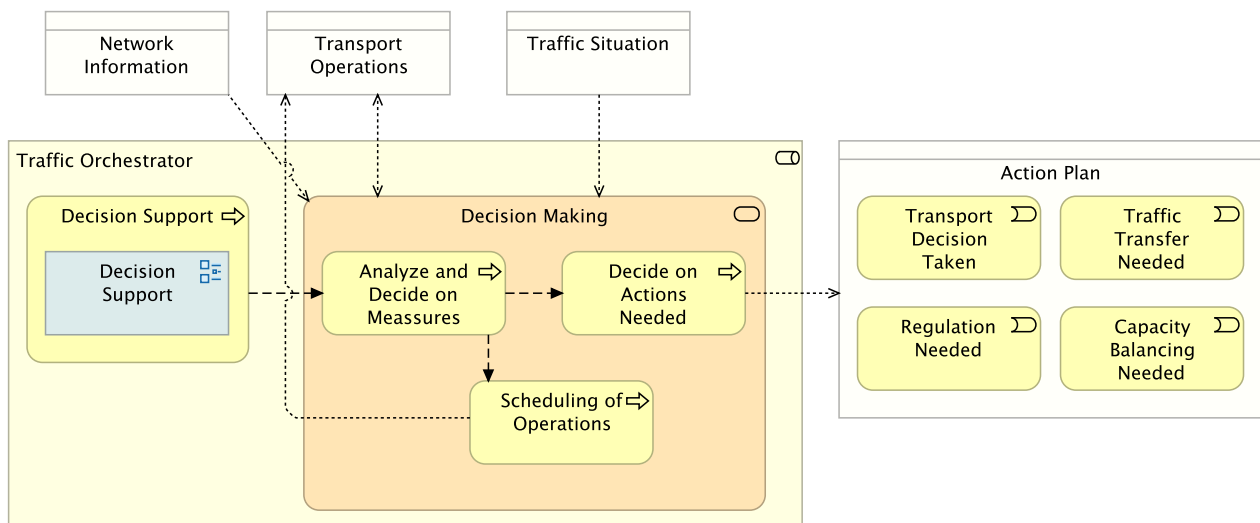 Network
Information
Transport
Operations
Traffic Situation
Traffic Orchestrator
Decision Support
Decision
Support
Decision Making
Analyze and
Decide on
Meassures
Decide on
Actions
Needed
Scheduling of
Operations
Action Plan
Transport
Decision
Taken
Traffic
Transfer
Needed
Regulation
Needed
Capacity
Balancing
Needed